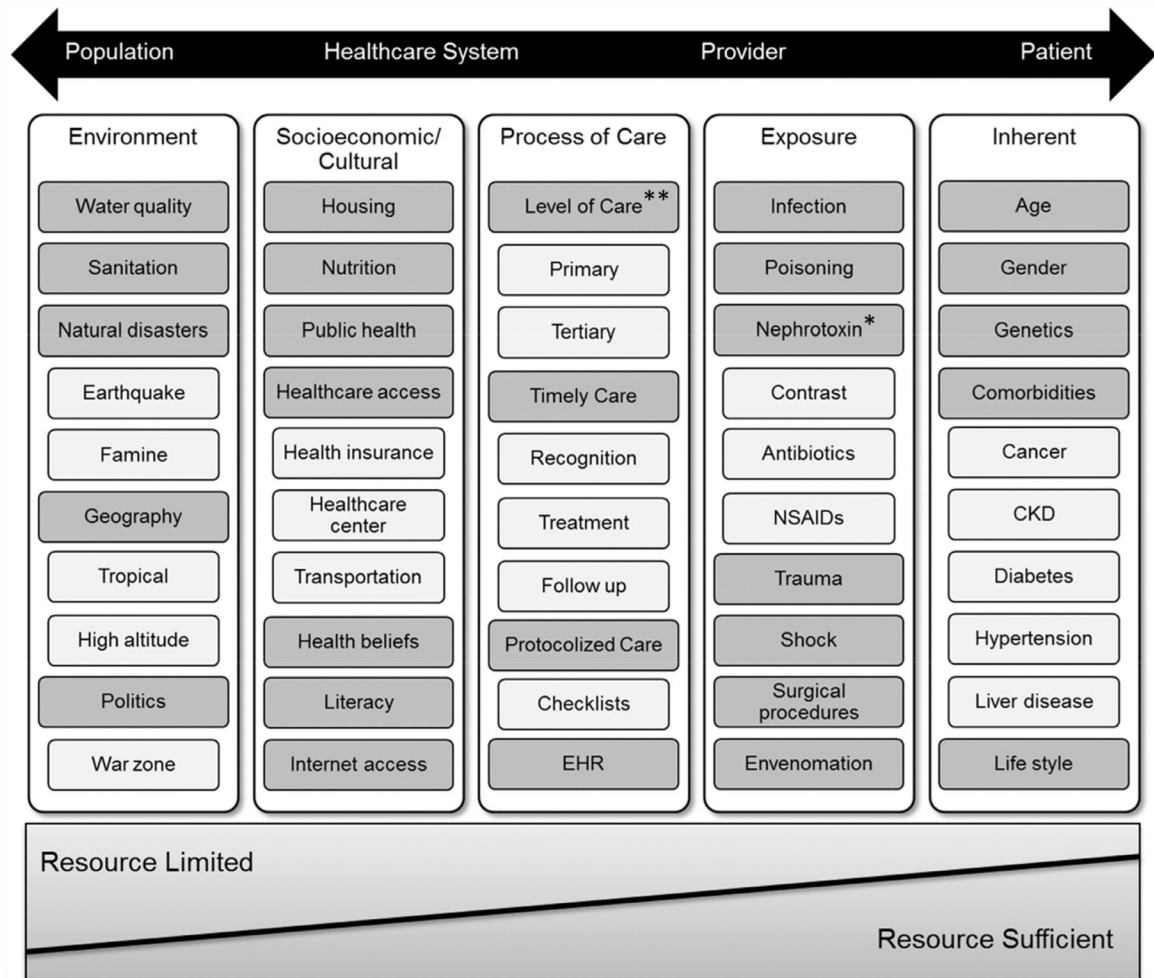 Population Healthcare System Provider Patient
Environment
Water quality
Sanitation
Natural disasters
Earthquake
Famine
Geography
Tropical
High altitude
Politics
War zone
Socioeconomic/
Cultural
Housing
Nutrition
Public health
Healthcare access
Health insurance
Healthcare
center
Transportation
Health beliefs
Literacy
Internet access
Process of Care
Level of Care**
Primary
Tertiary
Timely Care
Recognition
Treatment
Follow up
Protocolized Care
Checklists
EHR
Exposure
Infection
Poisoning
Nephrotoxin*
Contrast
Antibiotics
NSAIDs
Trauma
Shock
Surgical
procedures
Envenomation
Inherent
Age
Gender
Genetics
Comorbidities
Cancer
CKD
Diabetes
Hypertension
Liver disease
Life style
Resource Limited
Resource Sufficient